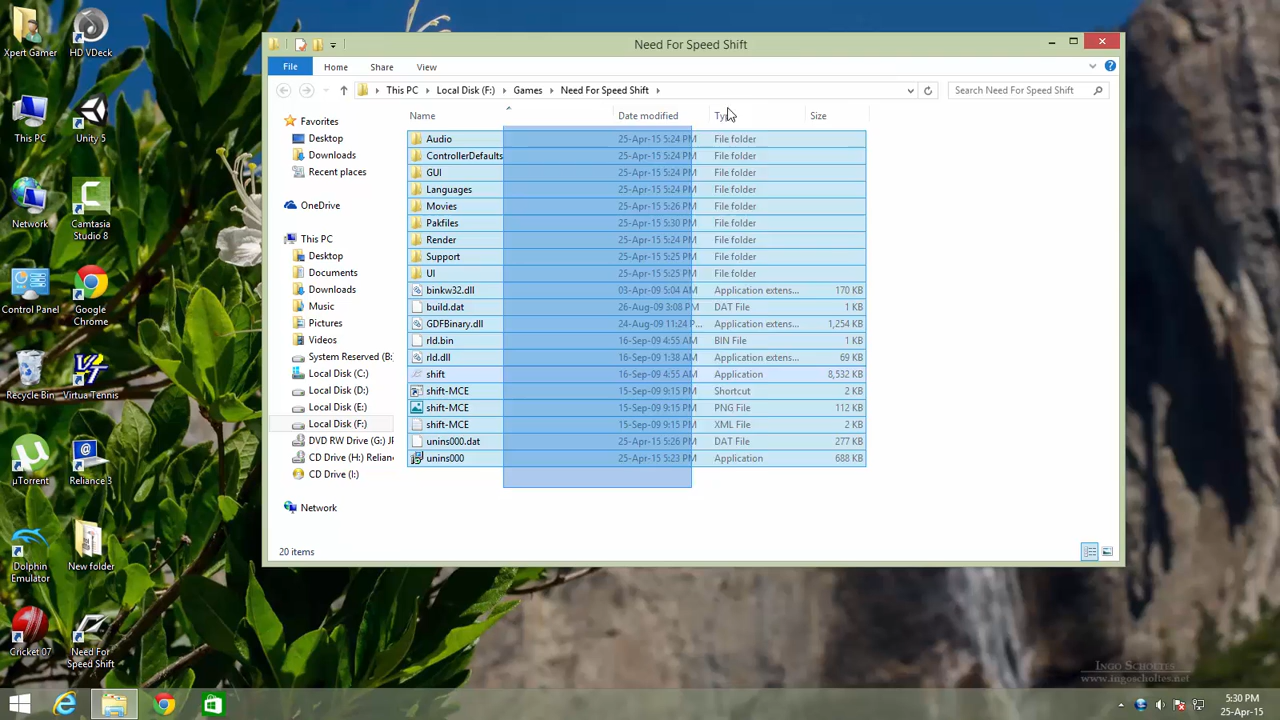 Need For Speed Shift
File Home Share View
This PC Local Disk (F:) Games Need For Speed Shift Search Need For Speed Shift
Name Date modified Size
Favorites
Desktop
Downloads
Recent places
OneDrive
This PC
Desktop
Documents
Downloads
Music
Pictures
Videos
System Reserved (B:
Local Disk (C:)
Local Disk (D:)
Local Disk (E:)
Local Disk (F:)
DVD RW Drive (G:) JF
CD Drive (H:) Relianc
CD Drive (I:)
Network
Audio 25-Apr-15 5:24 PM File folder
ControllerDefaults 25-Apr-15 5:24 PM File folder
GUI 25-Apr-15 5:24 PM File folder
Languages 25-Apr-15 5:24 PM File folder
Movies 25-Apr-15 5:26 PM File folder
Pakfiles 25-Apr-15 5:30 PM File folder
Render 25-Apr-15 5:24 PM File folder
Support 25-Apr-15 5:25 PM File folder
UI 25-Apr-15 5:25 PM File folder
binkw32.dll 03-Apr-09 5:04 AM Application extens... 170 KB
build.dat 26-Aug-09 3:08 PM DAT File 1 KB
GDFBinary.dll 24-Aug-09 11:24 P... Application extens... 1,254 KB
rld.bin 16-Sep-09 4:55 AM BIN File 1 KB
rld.dll 16-Sep-09 1:38 AM Application extens... 69 KB
shift 16-Sep-09 4:55 AM Application 8,532 KB
shift-MCE 15-Sep-09 9:15 PM Shortcut 2 KB
shift-MCE 15-Sep-09 9:15 PM PNG File 112 KB
shift-MCE 15-Sep-09 9:15 PM XML File 2 KB
unins000.dat 25-Apr-15 5:26 PM DAT File 277 KB
unins000 25-Apr-15 5:23 PM Application 688 KB
20 items
Xpert Gamer
HD VDeck
This PC
Unity 5
Network
Camtasia
Studio 8
Control Panel
Google
Chrome
Recycle Bin
Virtua Tennis
µTorrent
Reliance 3
Dolphin
Emulator
New folder
Cricket 07
Need For
Speed Shift
INGO SCHOLTES
www.ingoscholtes.net
5:30 PM
25-Apr-15